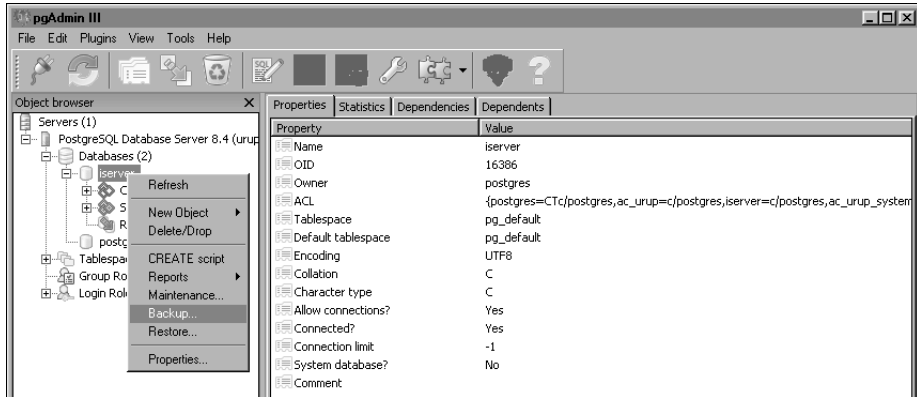 pgAdmin III
File Edit Plugins View Tools Help
SQL
Object browser
Servers (1)
PostgreSQL Database Server 8.4 (urup
Databases (2)
iserver
C
S
R
postg
Tablespa
Group Ro
Login Rol
Refresh
New Object
Delete/Drop
CREATE script
Reports
Maintenance...
Backup...
Restore...
Properties...
Properties Statistics Dependencies Dependents
Property Value
Name iserver
OID 16386
Owner postgres
ACL {postgres=CTc/postgres,ac_urup=c/postgres,iserver=c/postgres,ac_urup_system
Tablespace pg_default
Default tablespace pg_default
Encoding UTF8
Collation C
Character type C
Allow connections? Yes
Connected? Yes
Connection limit -1
System database? No
Comment